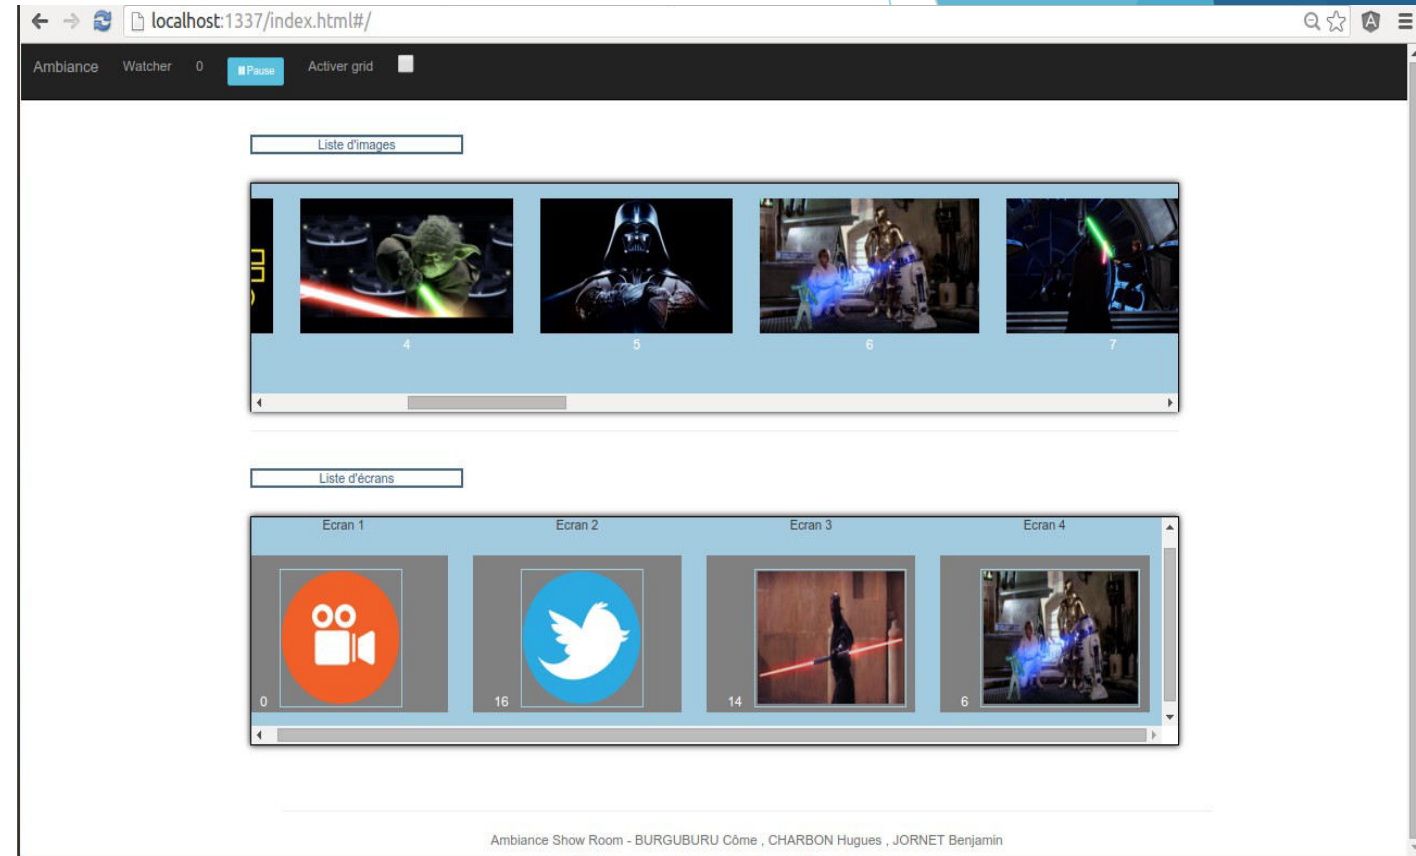 localhost:1337/index.html#/
Ambiance Watcher 0 Pause Activer grid
Liste d'images
4 5 6 7
Liste d'écrans
Ecran 1 Ecran 2 Ecran 3 Ecran 4
0 16 14 6
Ambiance Show Room - BURGUBURU Côme , CHARBON Hugues , JORNET Benjamin